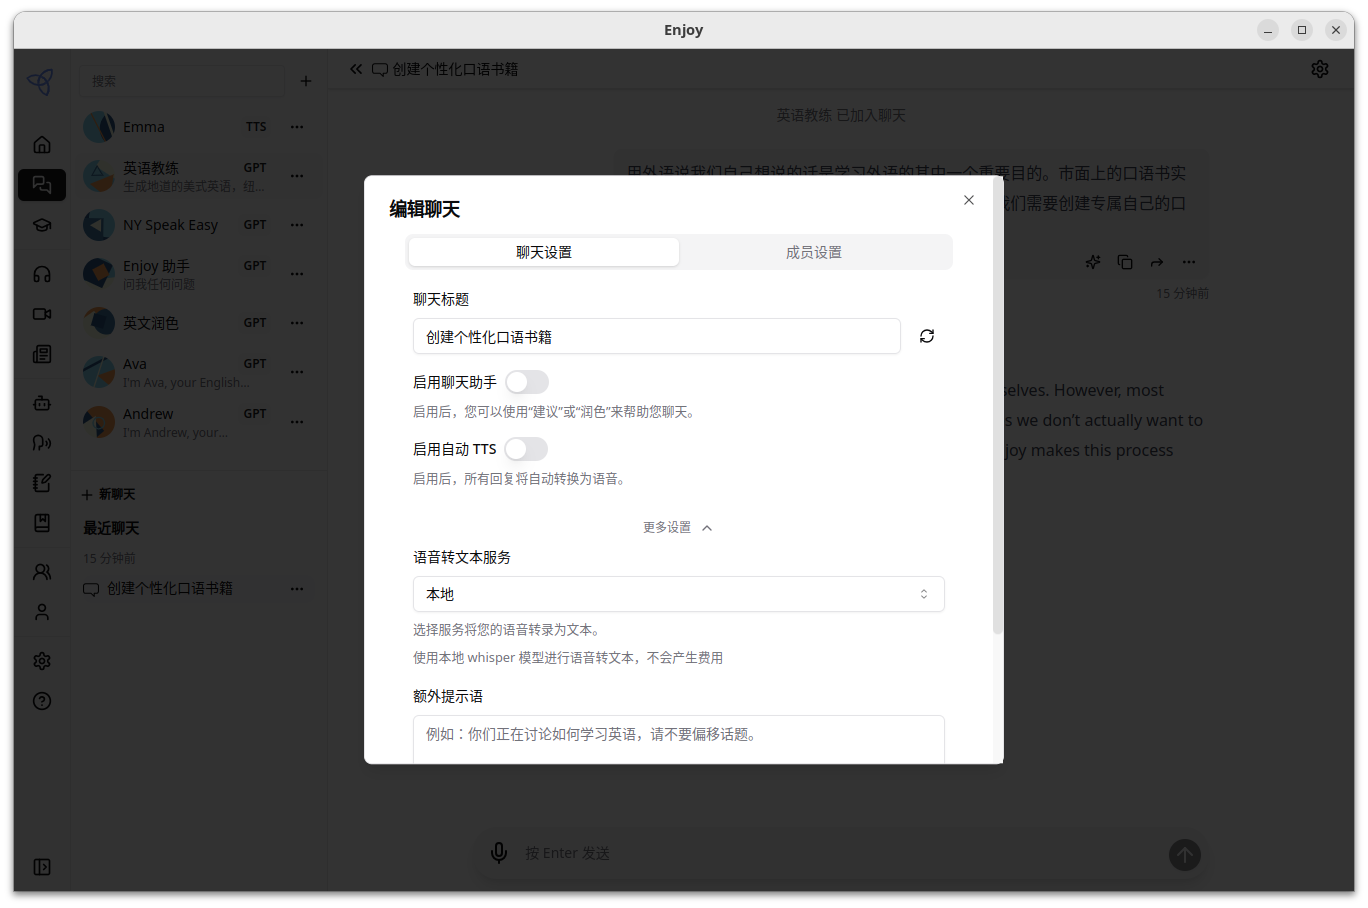 Enjoy
搜索
创建个性化口语书籍
Emma TTS
英语教练 GPT
生成地道的美式英语，纽...
NY Speak Easy GPT
Enjoy 助手 GPT
问我任何问题
英文润色 GPT
Ava GPT
I'm Ava, your English...
Andrew GPT
I'm Andrew, your...
新聊天
最近聊天
15 分钟前
创建个性化口语书籍
英语教练 已加入聊天
用外语说我们自己想说的话是学习外语的其中一个重要目的。市面上的口语书实
我们需要创建专属自己的口
15 分钟前
selves. However, most
s we don’t actually want to
joy makes this process
编辑聊天
聊天设置 成员设置
聊天标题
创建个性化口语书籍
启用聊天助手
启用后，您可以使用“建议”或“润色”来帮助您聊天。
启用自动 TTS
启用后，所有回复将自动转换为语音。
更多设置
语音转文本服务
本地
选择服务将您的语音转录为文本。
使用本地 whisper 模型进行语音转文本，不会产生费用
额外提示语
例如：你们正在讨论如何学习英语，请不要偏移话题。
按 Enter 发送